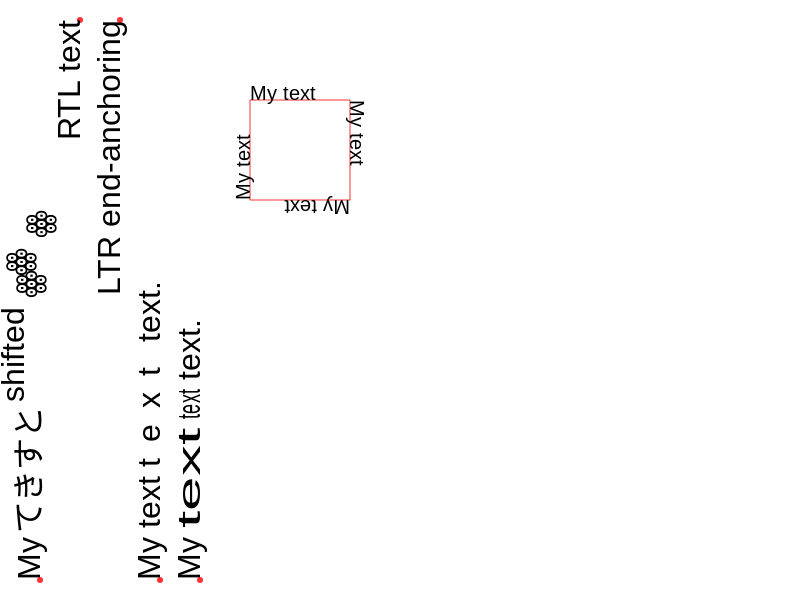 My てきすと shifted ꙮꙮꙮ
RTL text.
LTR end-anchoring.
My text t e x t text.
My text text text.
My text
My text
My text
My text